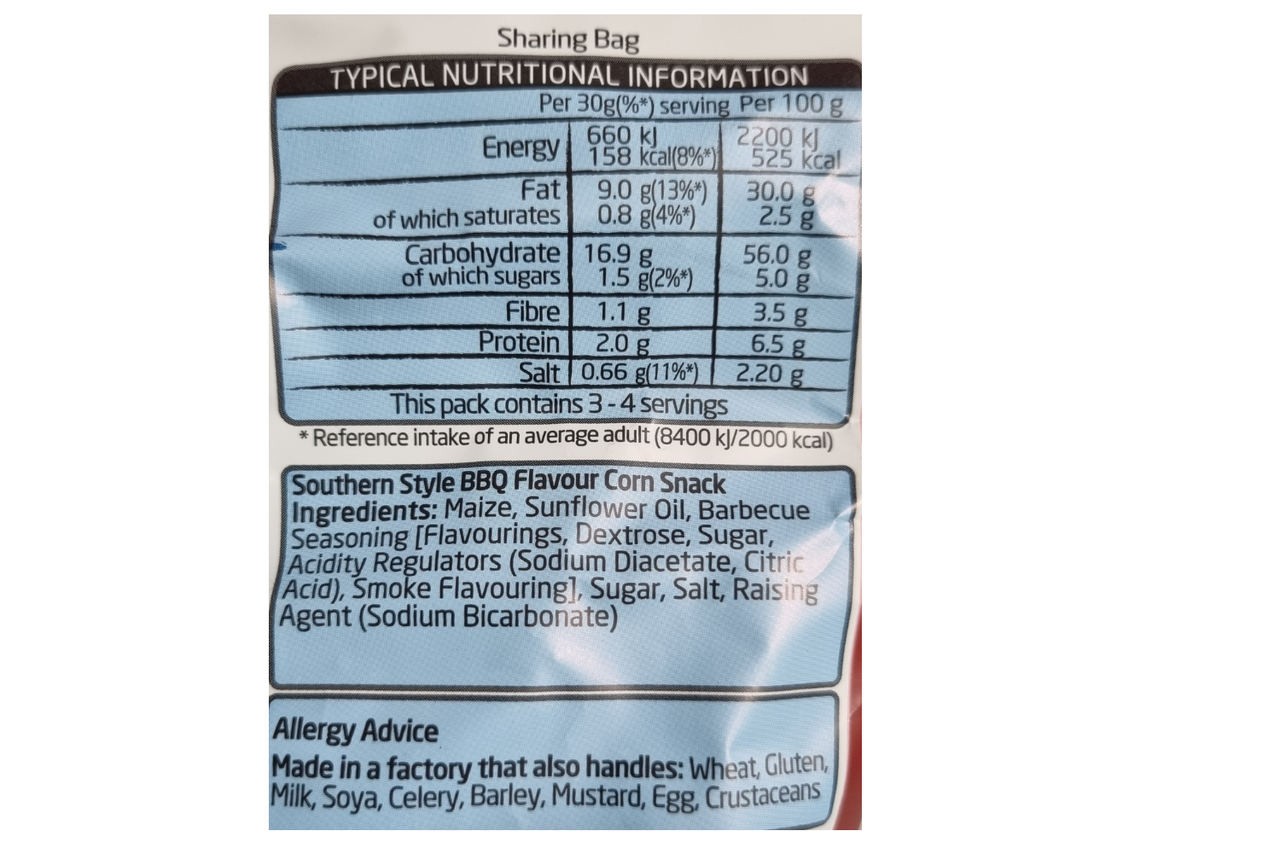 Sharing Bag
TYPICAL NUTRITIONAL INFORMATION
Per 30g(%*) serving Per 100 g
Energy 660 kJ 2200 kJ
158 kcal(8%*) 525 kcal
Fat 9.0 g(13%*) 30.0 g
of which saturates 0.8 g(4%*) 2.5 g
Carbohydrate 16.9 g 56.0 g
of which sugars 1.5 g(2%*) 5.0 g
Fibre 1.1 g 3.5 g
Protein 2.0 g 6.5 g
Salt 0.66 g(11%*) 2.20 g
This pack contains 3 - 4 servings
* Reference intake of an average adult (8400 kJ/2000 kcal)
Southern Style BBQ Flavour Corn Snack
Ingredients: Maize, Sunflower Oil, Barbecue
Seasoning [Flavourings, Dextrose, Sugar,
Acidity Regulators (Sodium Diacetate, Citric
Acid), Smoke Flavouring], Sugar, Salt, Raising
Agent (Sodium Bicarbonate)
Allergy Advice
Made in a factory that also handles: Wheat, Gluten,
Milk, Soya, Celery, Barley, Mustard, Egg, Crustaceans